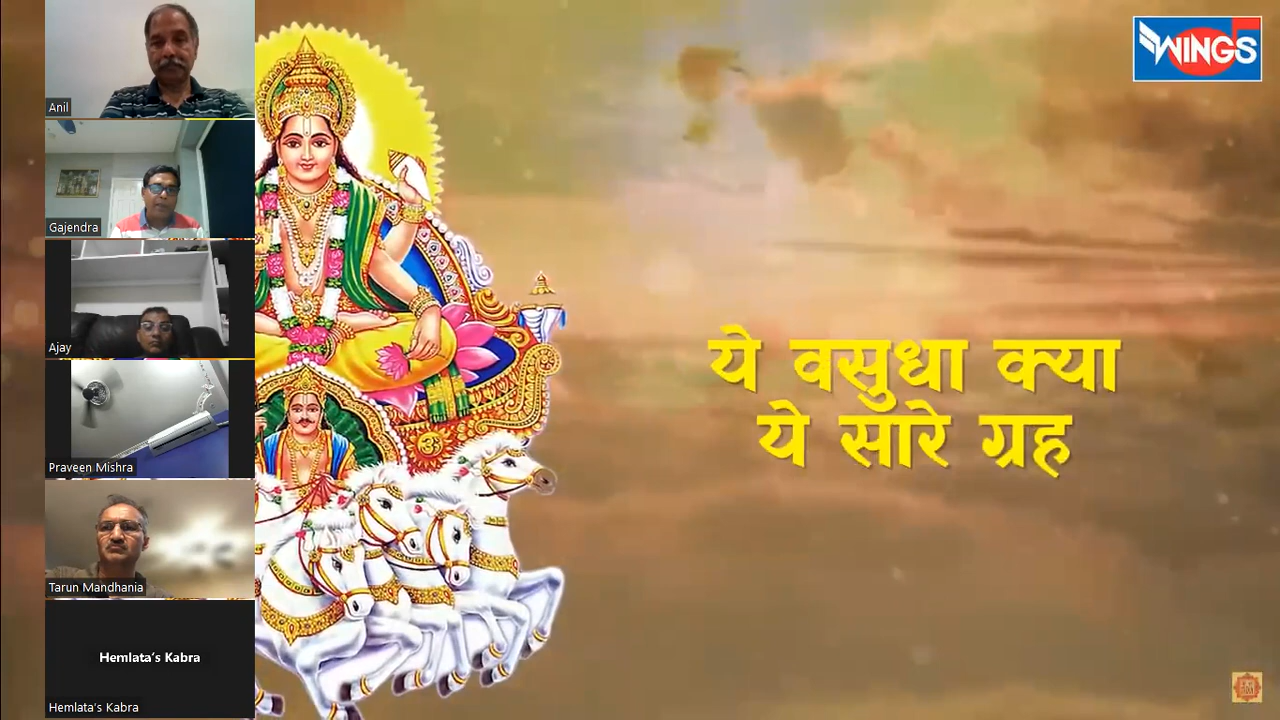 Anil
Gajendra
Ajay
Praveen Mishra
Tarun Mandhania
Hemlata's Kabra
Hemlata's Kabra
WINGS
ये वसुधा क्या
ये सारे ग्रह
ॐ